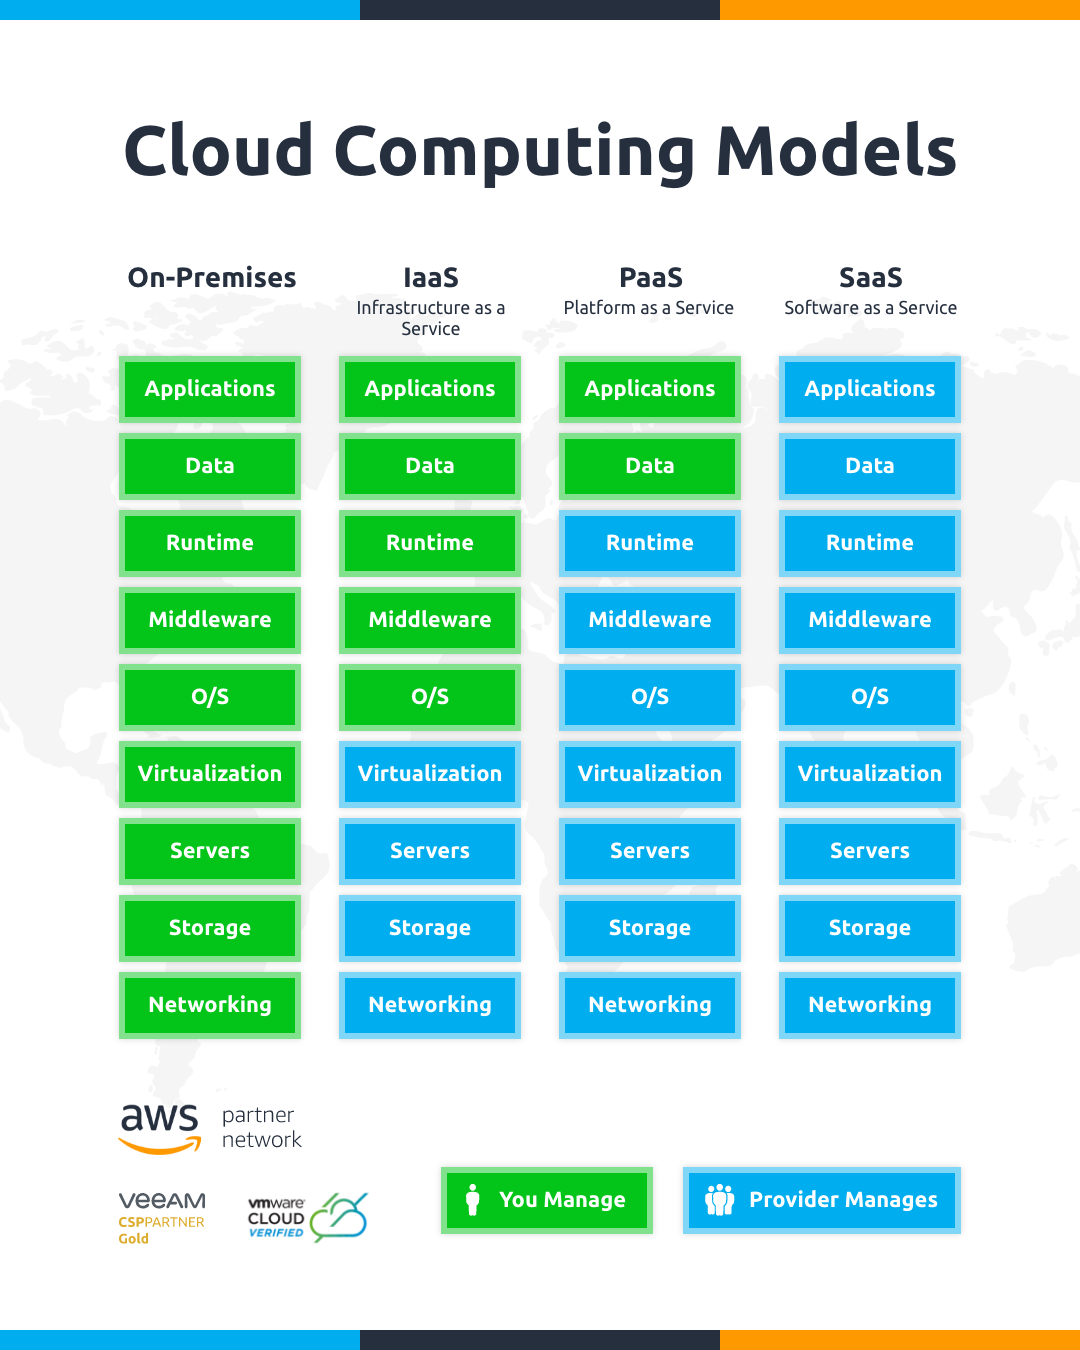 Cloud Computing Models
On-Premises
IaaS
Infrastructure as a
Service
PaaS
Platform as a Service
SaaS
Software as a Service
Applications
Applications
Applications
Applications
Data
Data
Data
Data
Runtime
Runtime
Runtime
Runtime
Middleware
Middleware
Middleware
Middleware
O/S
O/S
O/S
O/S
Virtualization
Virtualization
Virtualization
Virtualization
Servers
Servers
Servers
Servers
Storage
Storage
Storage
Storage
Networking
Networking
Networking
Networking
aws
partner
network
veeAM
CSPPARTNER
Gold
vmware
CLOUD
VERIFIED
You Manage
Provider Manages